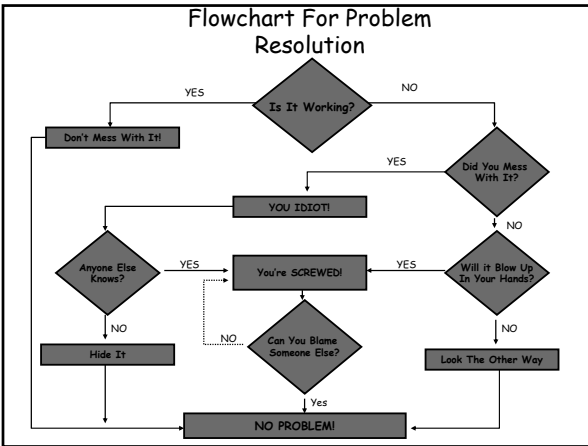 Flowchart For Problem
Resolution
YES
Is It Working?
NO
Don't Mess With It!
YES
Did You Mess
With It?
YOU IDIOT!
NO
Anyone Else
Knows?
YES
You're SCREWED!
YES
Will it Blow Up
In Your Hands?
NO
NO
Can You Blame
Someone Else?
NO
Hide It
Look The Other Way
Yes
NO PROBLEM!